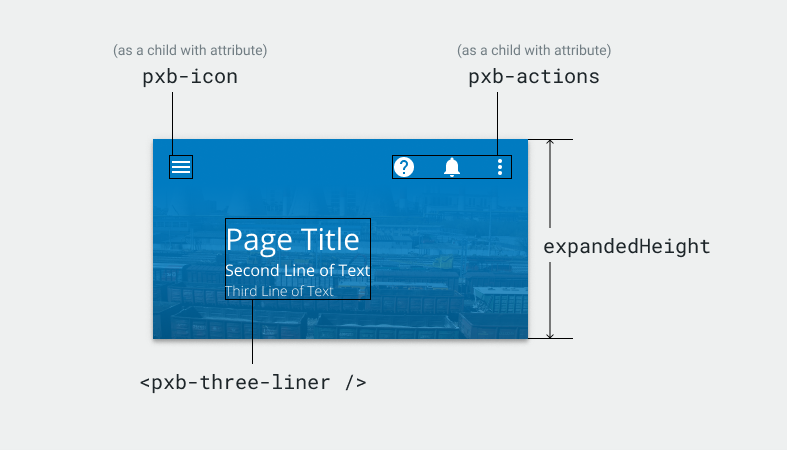 (as a child with attribute)
pxb-icon
(as a child with attribute)
pxb-actions
Page Title
Second Line of Text
Third Line of Text
expandedHeight
<pxb-three-liner />